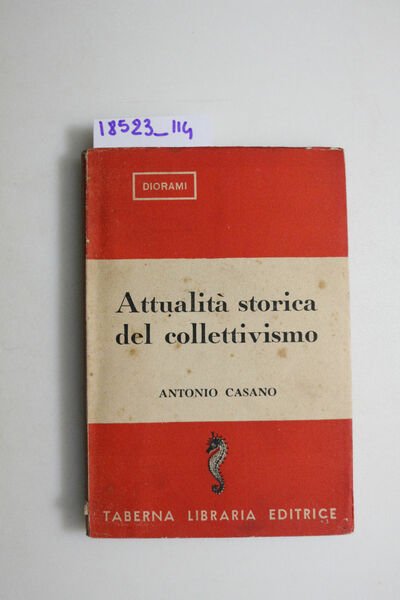 18523_114
DIORAMI
Attualità storica
del collettivismo
ANTONIO CASANO
TABERNA LIBRARIA EDITRICE